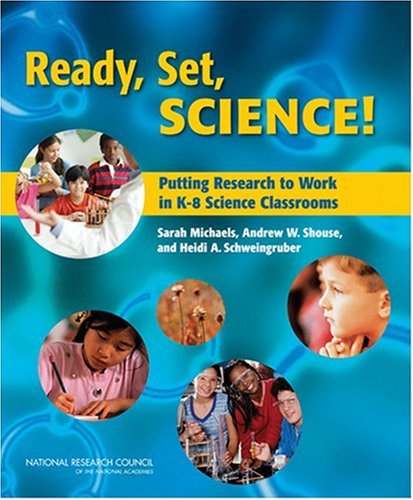 Ready, Set,
SCIENCE!
Putting Research to Work
in K-8 Science Classrooms
Sarah Michaels, Andrew W. Shouse,
and Heidi A. Schweingruber
NATIONAL RESEARCH COUNCIL
OF THE NATIONAL ACADEMIES